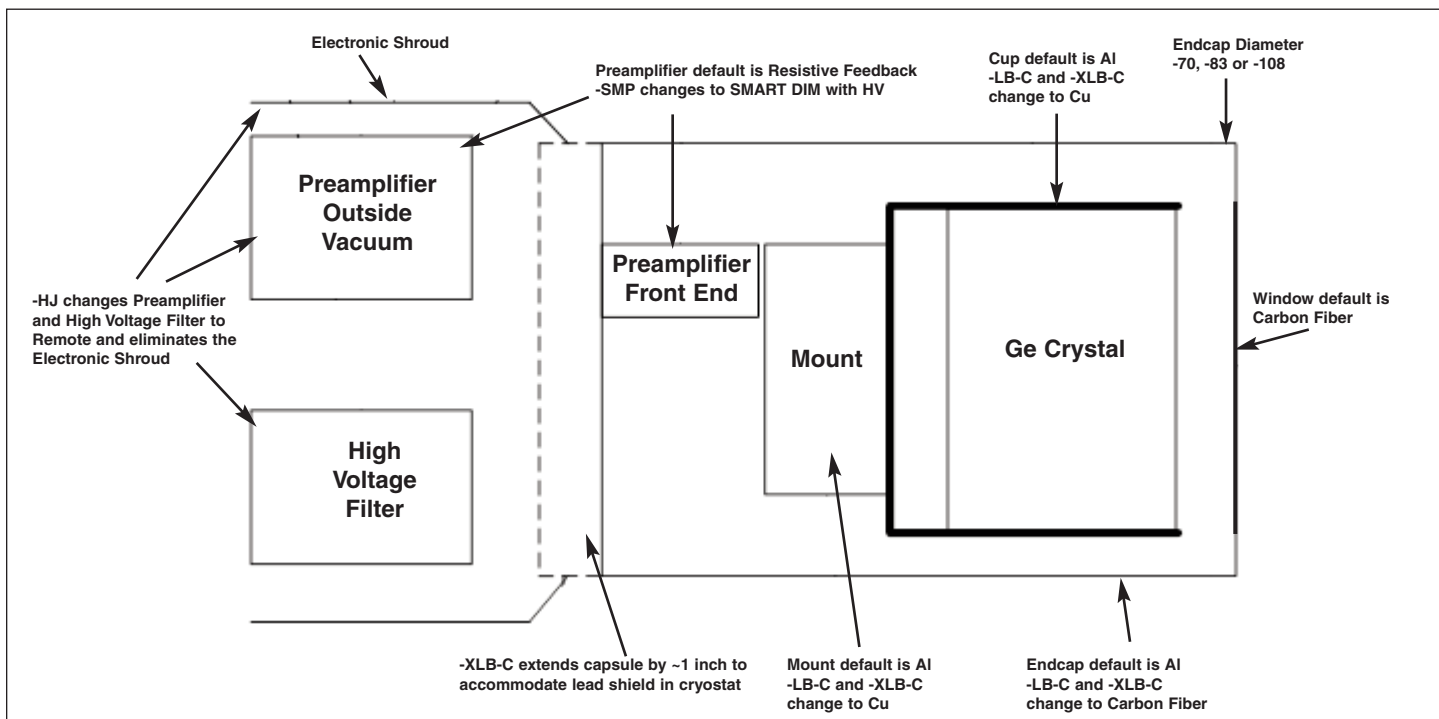 Electronic Shroud
Preamplifier default is Resistive Feedback
-SMP changes to SMART DIM with HV
Cup default is Al
-LB-C and -XLB-C
change to Cu
Endcap Diameter
-70, -83 or -108
Preamplifier
Outside
Vacuum
Preamplifier
Front End
Mount
Ge Crystal
Window default is
Carbon Fiber
-HJ changes Preamplifier
and High Voltage Filter to
Remote and eliminates the
Electronic Shroud
High
Voltage
Filter
-XLB-C extends capsule by ~1 inch to
accommodate lead shield in cryostat
Mount default is Al
-LB-C and -XLB-C
change to Cu
Endcap default is Al
-LB-C and -XLB-C
change to Carbon Fiber